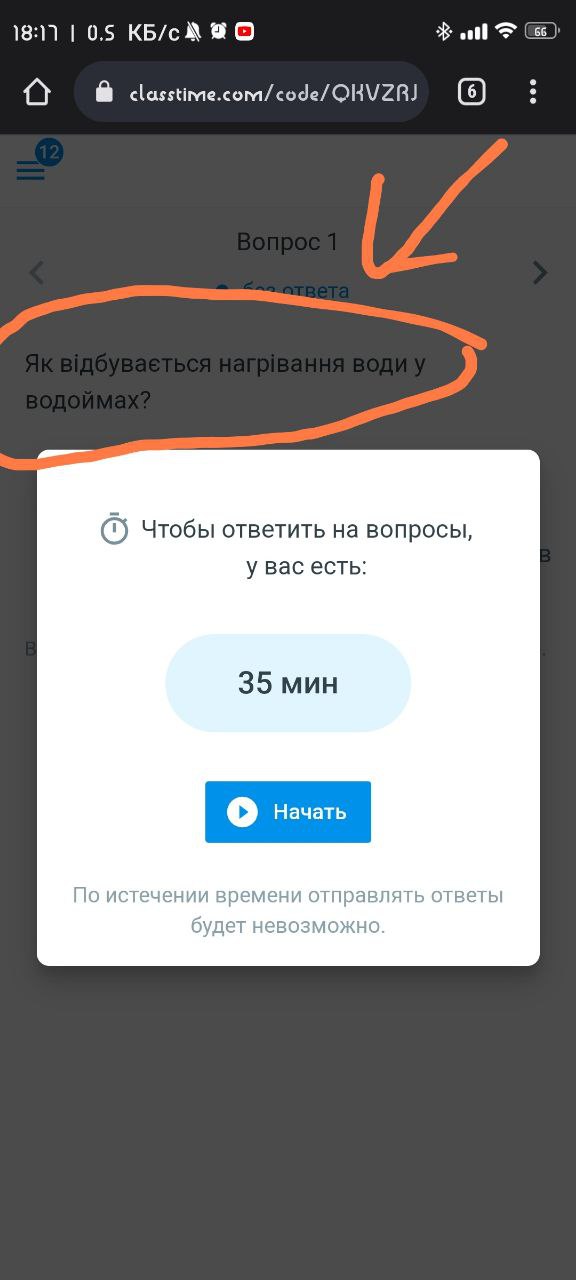 18:17 | 0.5 КБ/с
66
classtime.com/code/QKVZRJ
6
12
Вопрос 1
без ответа
Як відбувається нагрівання води у
водоймах?
Чтобы ответить на вопросы,
у вас есть:
в
В
35 мин
Начать
По истечении времени отправлять ответы
будет невозможно.